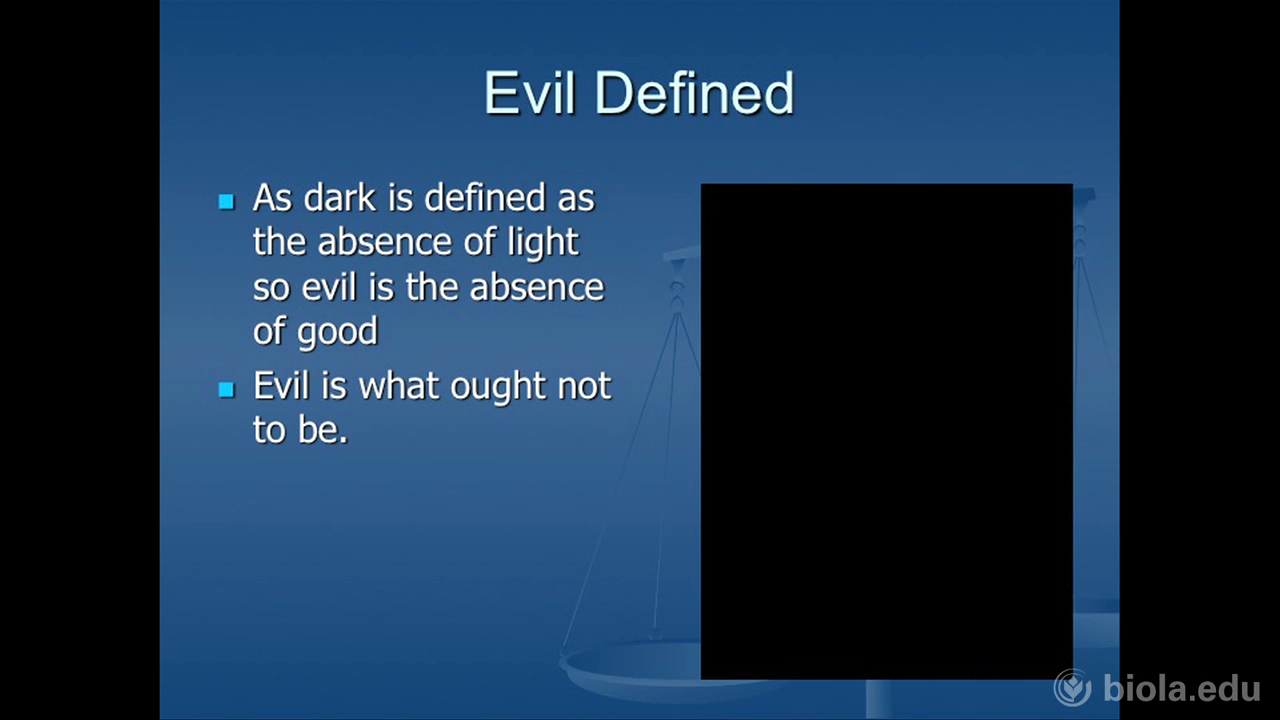 Evil Defined
As dark is defined as
the absence of light
so evil is the absence
of good
Evil is what ought not
to be.
biola.edu